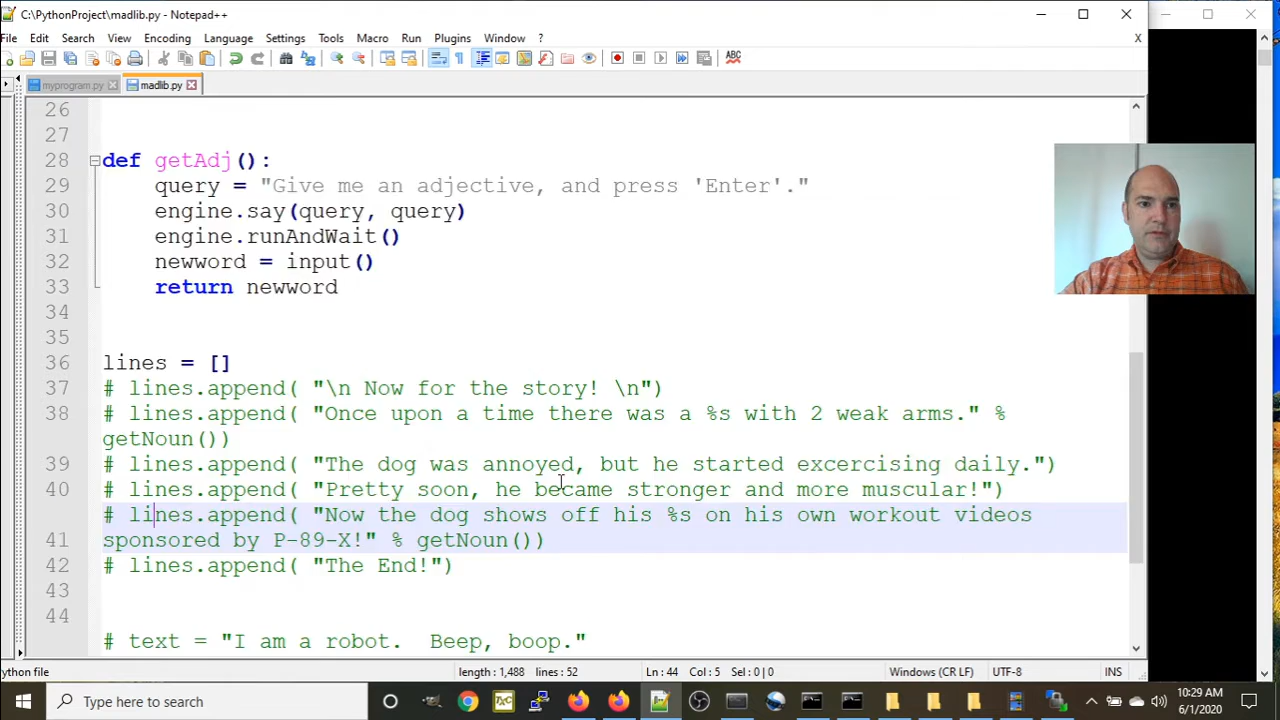 C:\PythonProject\madlib.py - Notepad++
File Edit Search View Encoding Language Settings Tools Macro Run Plugins Window X
myprogram.py madlib.py
26
27
28 def getAdj():
29 query = "Give me an adjective, and press 'Enter'."
30 engine.say(query, query)
31 engine.runAndWait()
32 newword = input()
33 return newword
34
35
36 lines = []
37 # lines.append( "\n Now for the story! \n")
38 # lines.append( "Once upon a time there was a %s with 2 weak arms." %
getNoun())
39 # lines.append( "The dog was annoyed, but he started excercising daily.")
40 # lines.append( "Pretty soon, he became stronger and more muscular!")
# lines.append( "Now the dog shows off his %s on his own workout videos
41 sponsored by P-89-X!" % getNoun())
42 # lines.append( "The End!")
43
44
# text = "I am a robot.  Beep, boop."
ython file length : 1,488 lines : 52 Ln : 44 Col : 5 Sel : 0 | 0 Windows (CR LF) UTF-8 INS
Type here to search
10:29 AM
6/1/2020